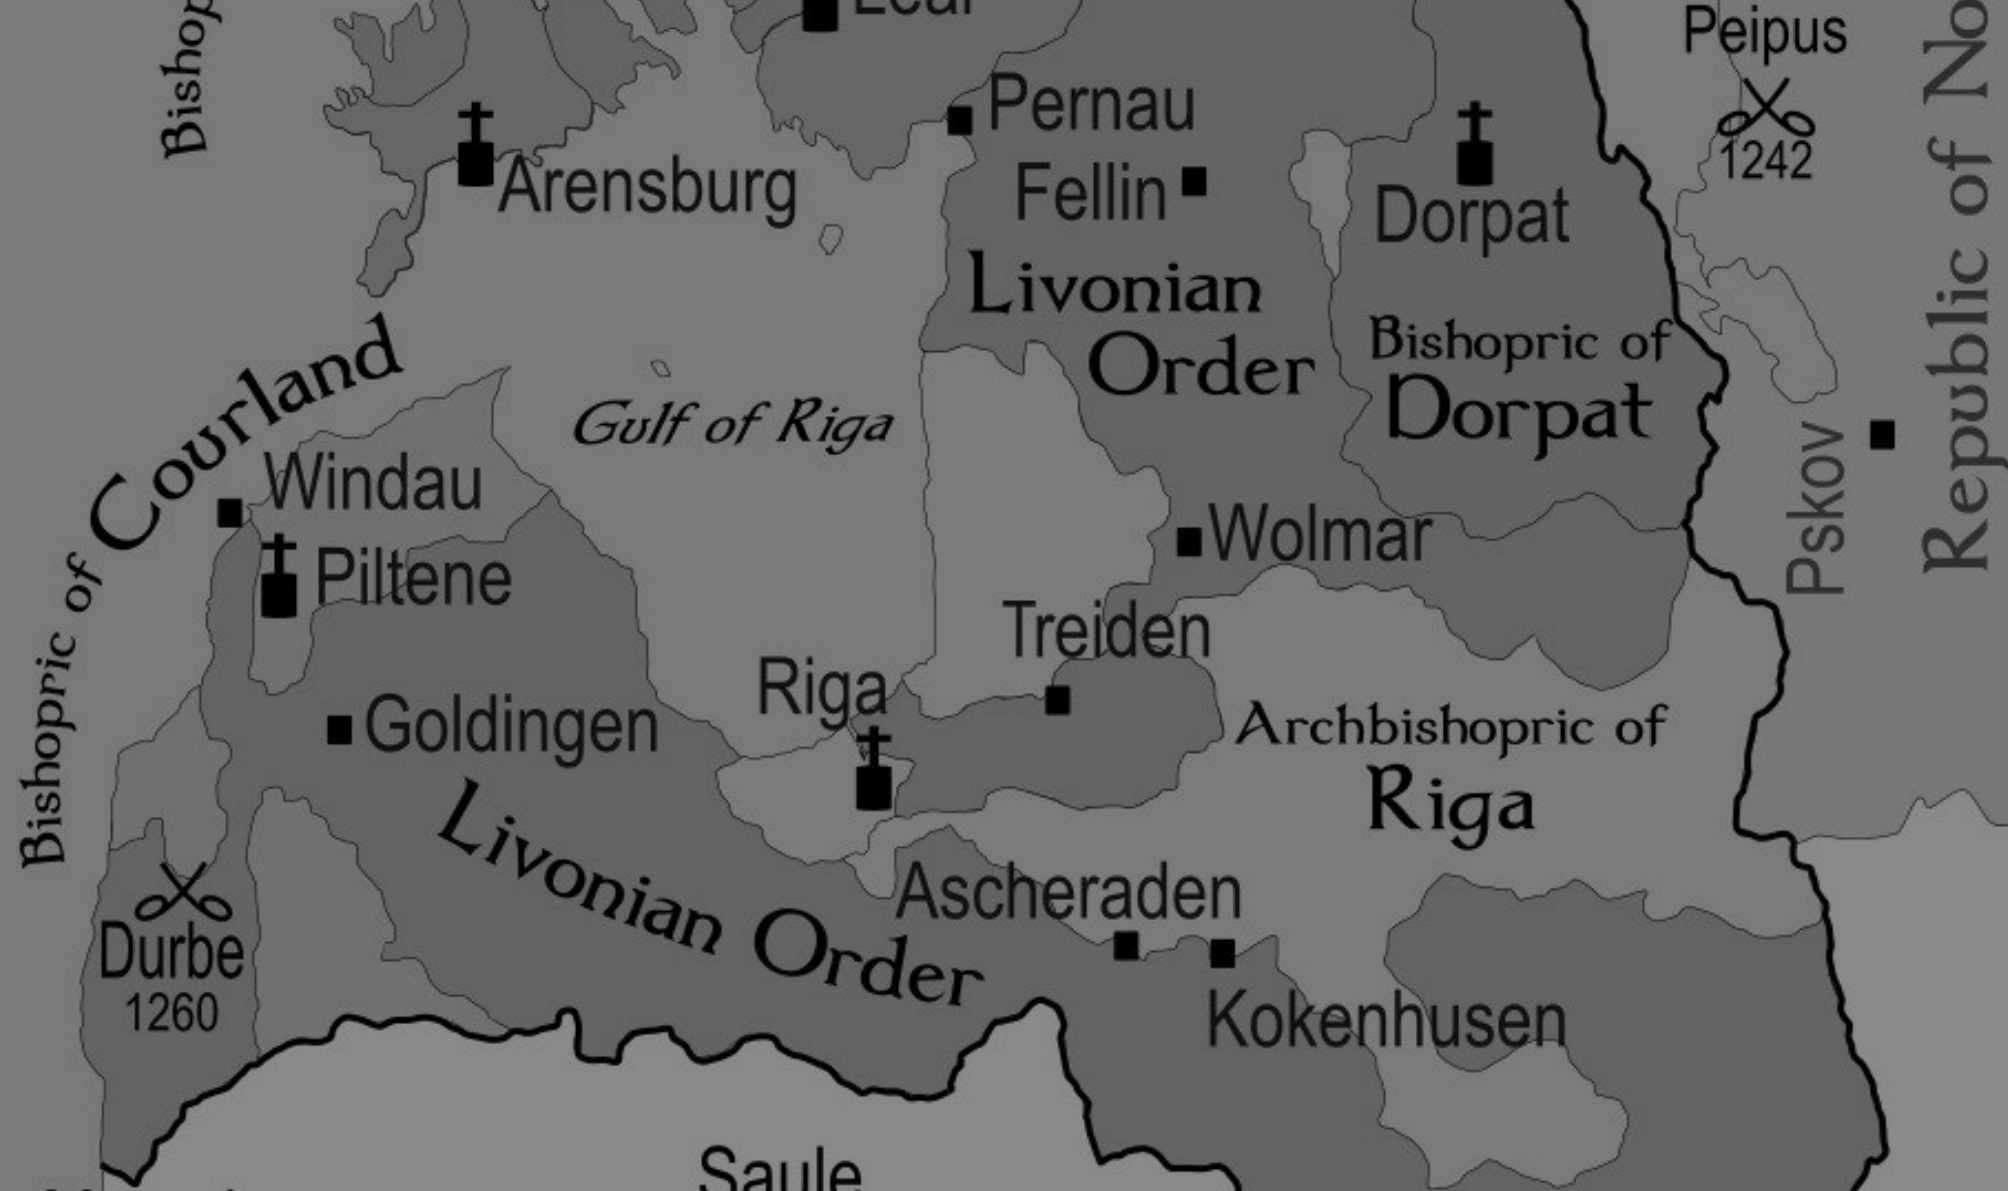 Leal
Peipus
1242
Bishop
Pernau
Republic of No
Arensburg
Fellin
Dorpat
Livonian
Order
Bishopric of
Dorpat
Bishopric of Courland
Gulf of Riga
Windau
Pskov
Wolmar
Piltene
Treiden
Riga
Goldingen
Archbishopric of
Riga
Livonian Order
Ascheraden
Durbe
1260
Kokenhusen
Saule